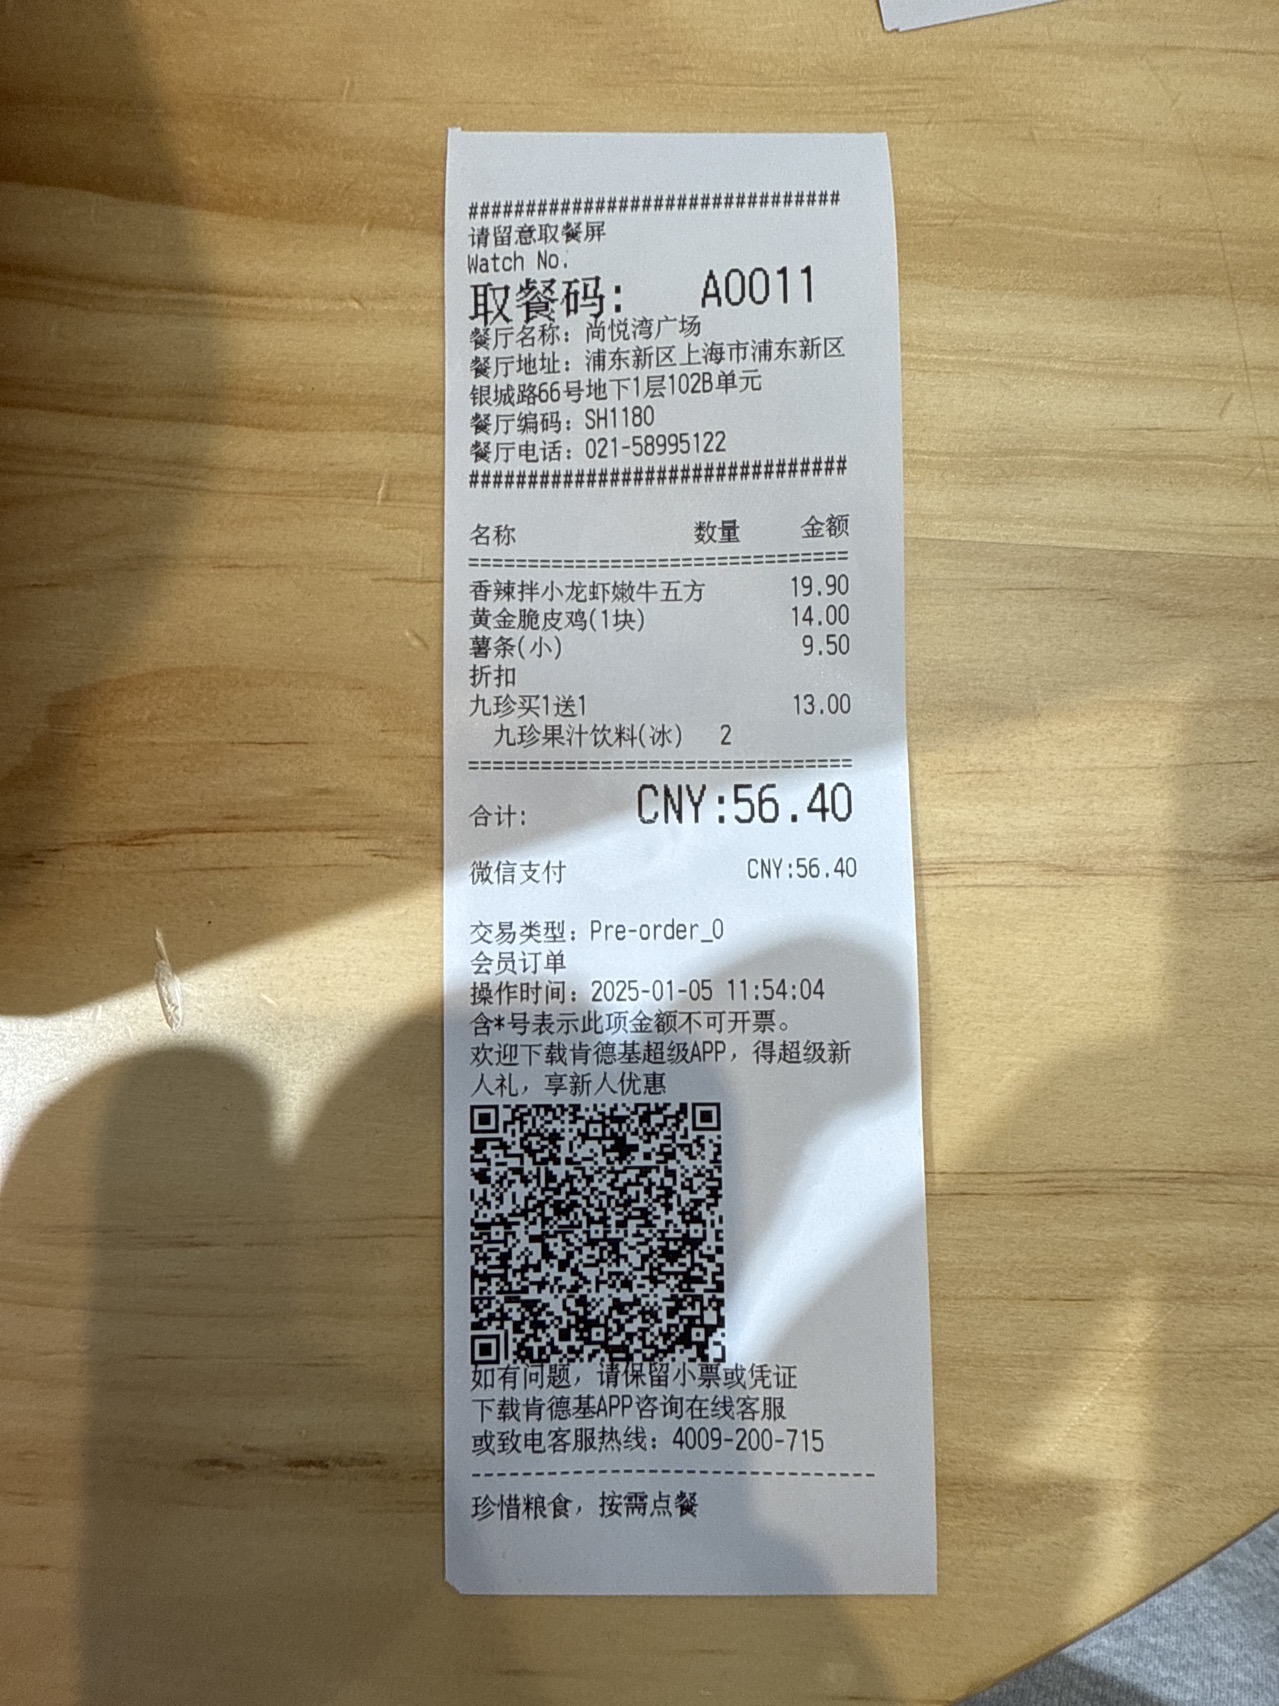 ################################
请留意取餐屏
Watch No.
取餐码： A0011
餐厅名称：尚悦湾广场
餐厅地址：浦东新区上海市浦东新区
银城路66号地下1层102B单元
餐厅编码：SH1180
餐厅电话：021-58995122
################################
名称 数量 金额
================================
香辣拌小龙虾嫩牛五方 19.90
黄金脆皮鸡(1块) 14.00
薯条(小) 9.50
折扣
九珍买1送1 13.00
九珍果汁饮料(冰) 2
================================
合计: CNY:56.40
微信支付 CNY:56.40
交易类型：Pre-order_0
会员订单
操作时间：2025-01-05 11:54:04
含*号表示此项金额不可开票。
欢迎下载肯德基超级APP，得超级新
人礼，享新人优惠
如有问题，请保留小票或凭证
下载肯德基APP咨询在线客服
或致电客服热线：4009-200-715
--------------------------------
珍惜粮食，按需点餐